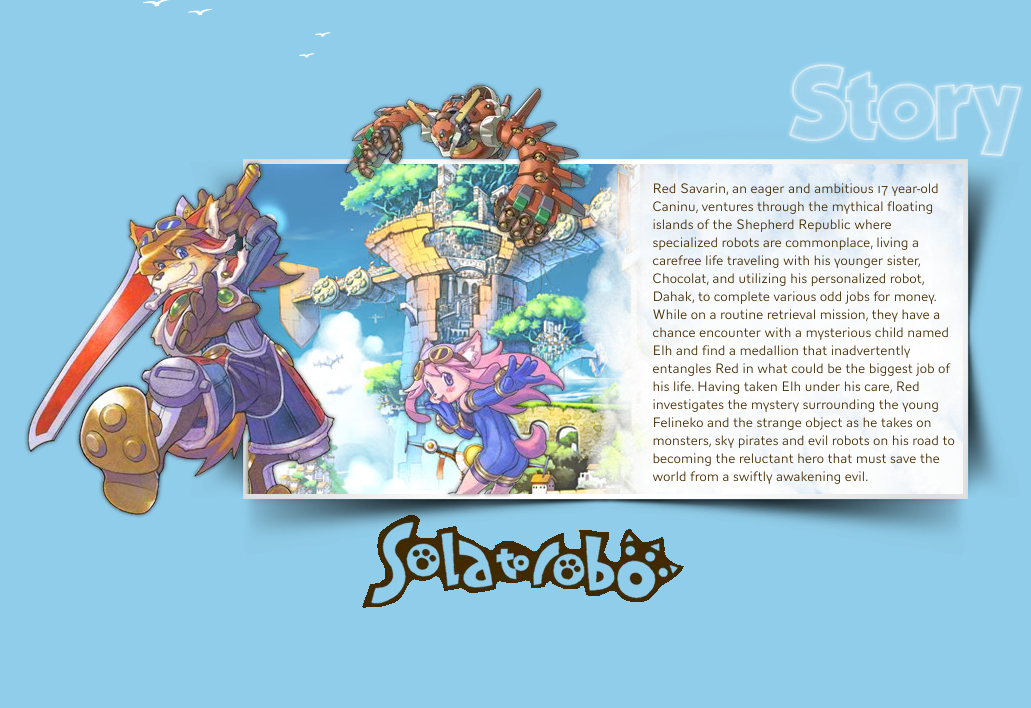 Story
Red Savarin, an eager and ambitious 17 year-old
Caninu, ventures through the mythical floating
islands of the Shepherd Republic where
specialized robots are commonplace, living a
carefree life traveling with his younger sister,
Chocolat, and utilizing his personalized robot,
Dahak, to complete various odd jobs for money.
While on a routine retrieval mission, they have a
chance encounter with a mysterious child named
Elh and find a medallion that inadvertently
entangles Red in what could be the biggest job of
his life. Having taken Elh under his care, Red
investigates the mystery surrounding the young
Felineko and the strange object as he takes on
monsters, sky pirates and evil robots on his road to
becoming the reluctant hero that must save the
world from a swiftly awakening evil.
Solatorobo